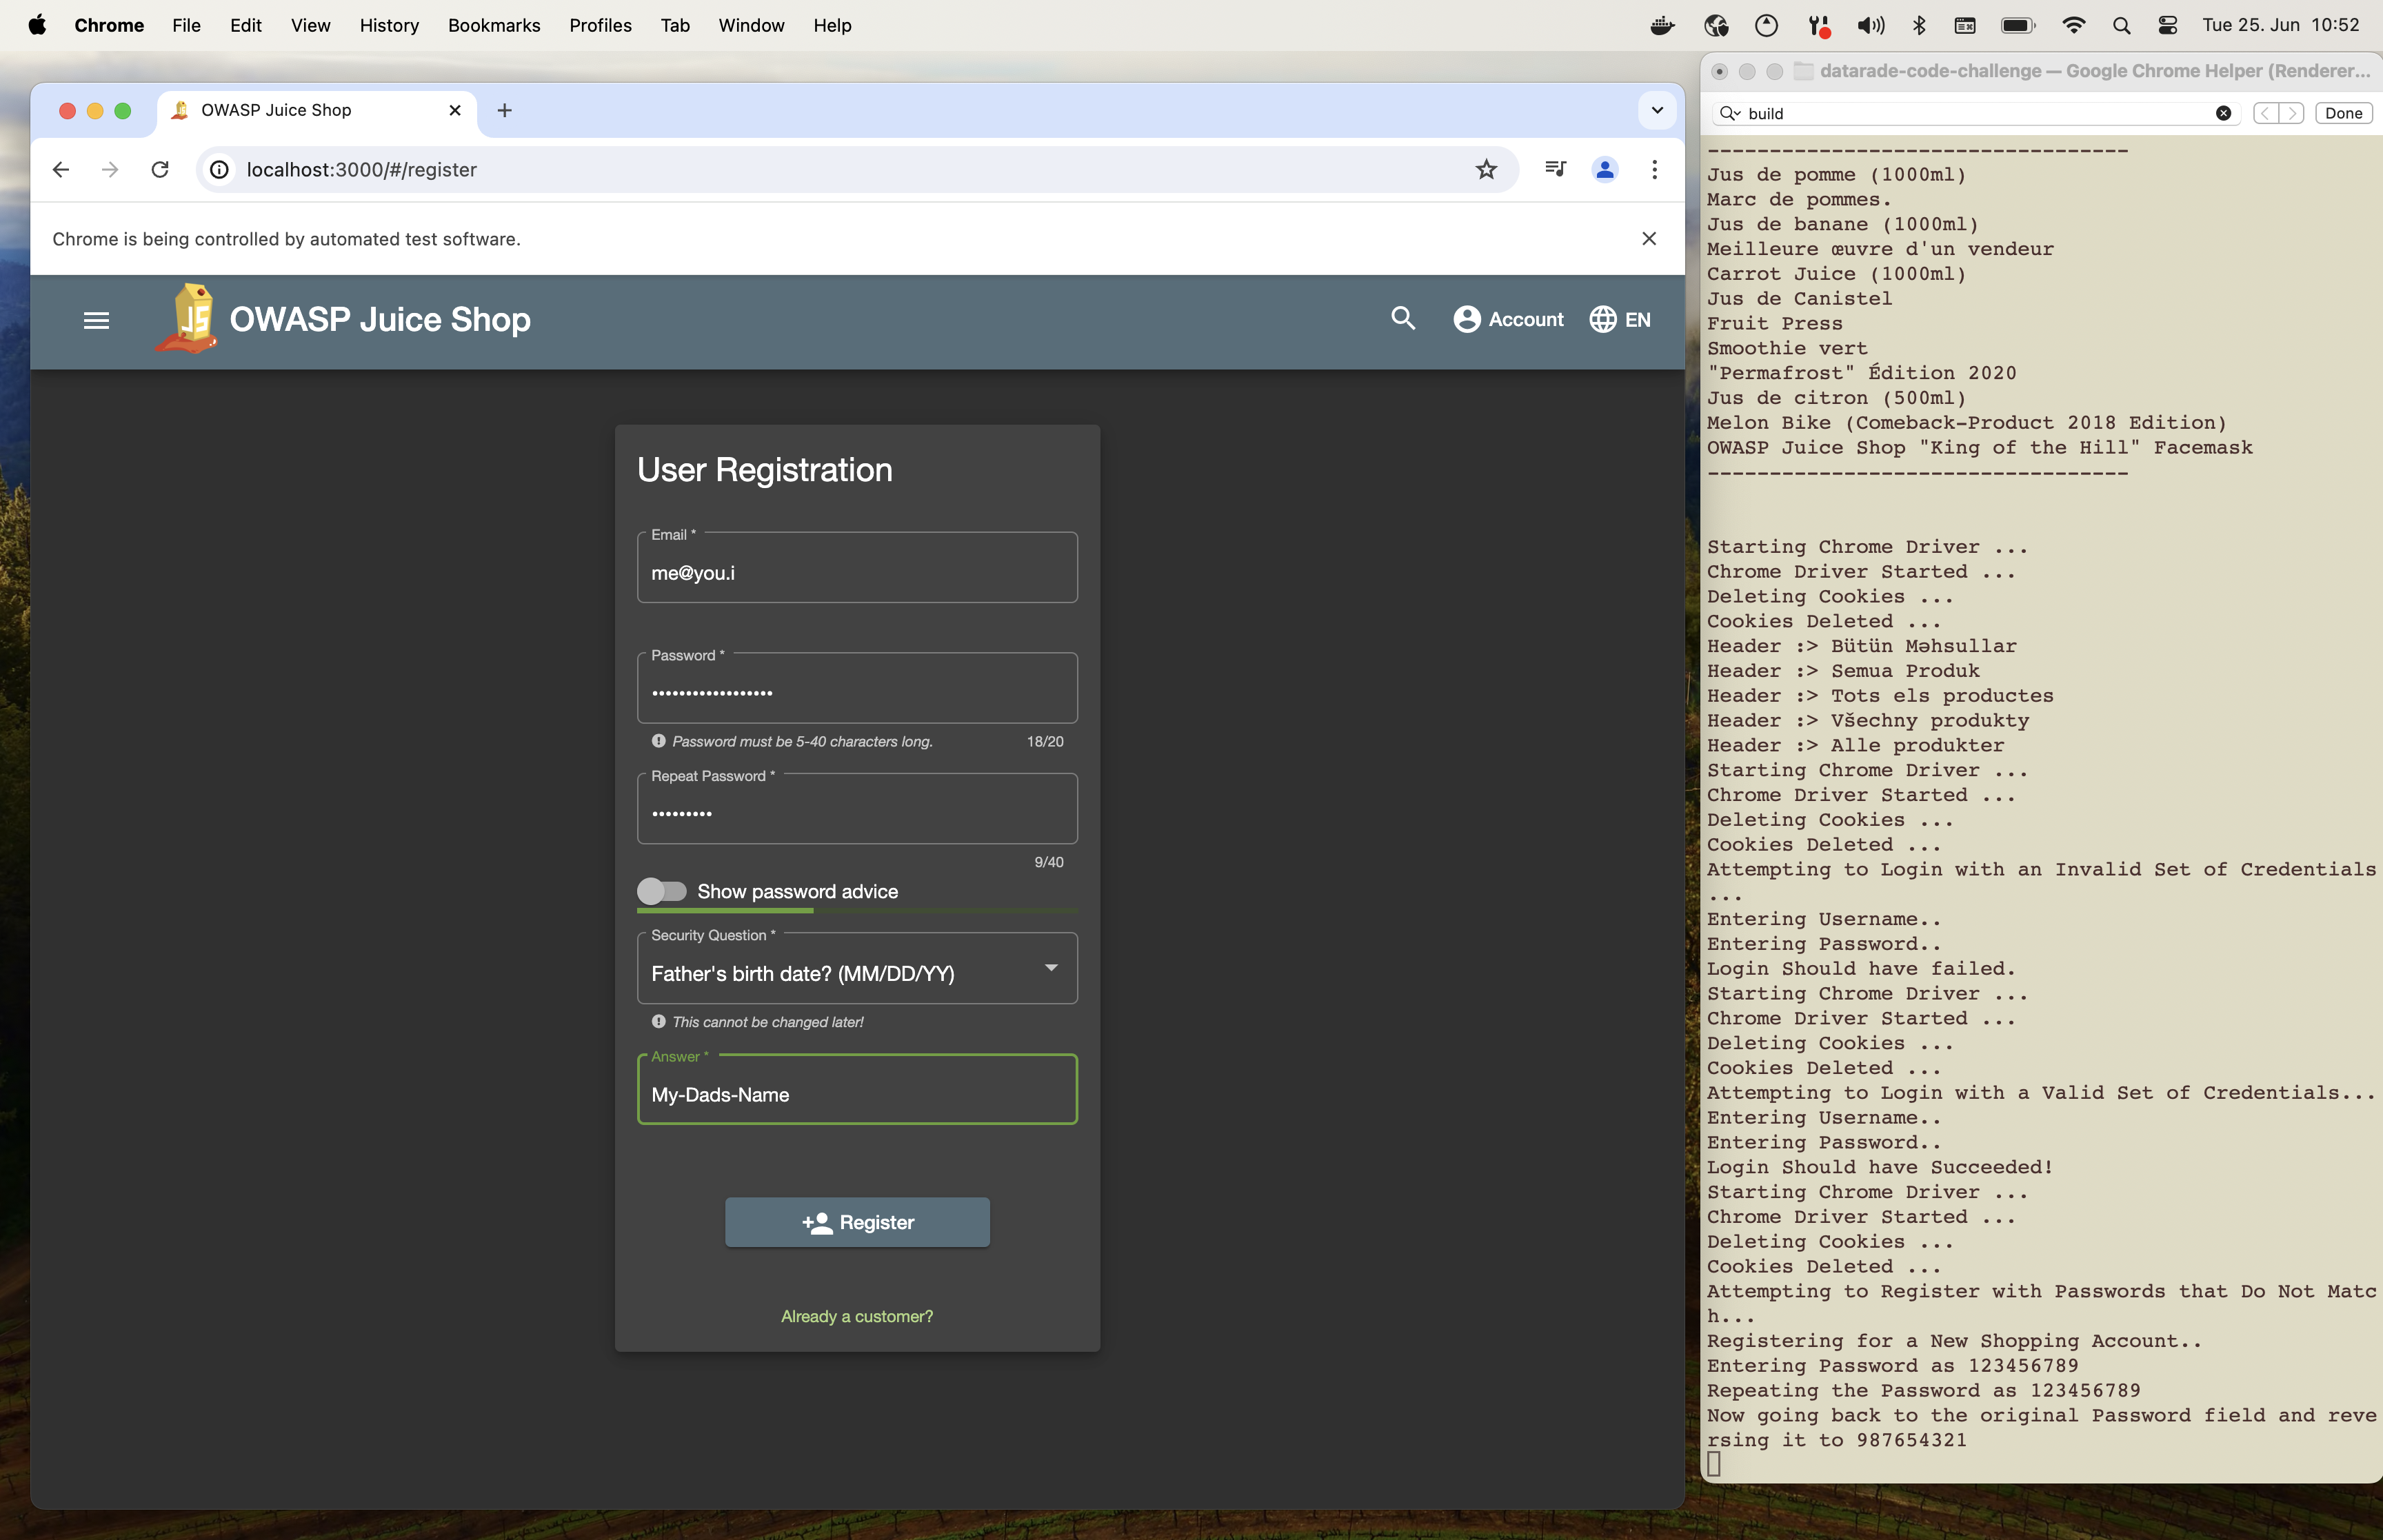 Chrome File Edit View History Bookmarks Profiles Tab Window Help
Tue 25. Jun 10:52
OWASP Juice Shop
localhost:3000/#/register
Chrome is being controlled by automated test software.
JS
OWASP Juice Shop
Account
EN
User Registration
Email *
me@you.i
Password *
••••••••••••••••••
Password must be 5-40 characters long.
18/20
Repeat Password *
•••••••••
9/40
Show password advice
Security Question *
Father's birth date? (MM/DD/YY)
This cannot be changed later!
Answer *
My-Dads-Name
Register
Already a customer?
datarade-code-challenge — Google Chrome Helper (Renderer...
build
Done
----------------------------------
Jus de pomme (1000ml)
Marc de pommes.
Jus de banane (1000ml)
Meilleure œuvre d'un vendeur
Carrot Juice (1000ml)
Jus de Canistel
Fruit Press
Smoothie vert
"Permafrost" Édition 2020
Jus de citron (500ml)
Melon Bike (Comeback-Product 2018 Edition)
OWASP Juice Shop "King of the Hill" Facemask
----------------------------------
Starting Chrome Driver ...
Chrome Driver Started ...
Deleting Cookies ...
Cookies Deleted ...
Header :> Bütün Məhsullar
Header :> Semua Produk
Header :> Tots els productes
Header :> Všechny produkty
Header :> Alle produkter
Starting Chrome Driver ...
Chrome Driver Started ...
Deleting Cookies ...
Cookies Deleted ...
Attempting to Login with an Invalid Set of Credentials
...
Entering Username..
Entering Password..
Login Should have failed.
Starting Chrome Driver ...
Chrome Driver Started ...
Deleting Cookies ...
Cookies Deleted ...
Attempting to Login with a Valid Set of Credentials...
Entering Username..
Entering Password..
Login Should have Succeeded!
Starting Chrome Driver ...
Chrome Driver Started ...
Deleting Cookies ...
Cookies Deleted ...
Attempting to Register with Passwords that Do Not Matc
h...
Registering for a New Shopping Account..
Entering Password as 123456789
Repeating the Password as 123456789
Now going back to the original Password field and reve
rsing it to 987654321